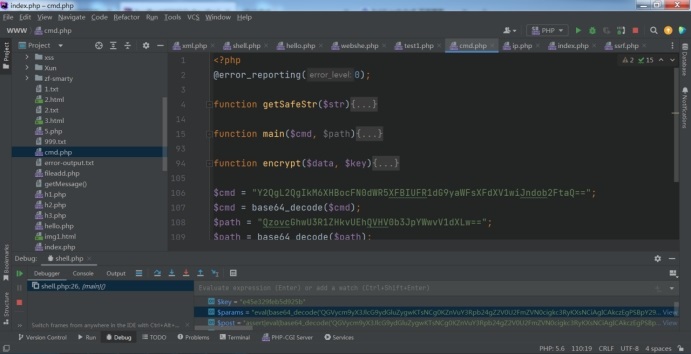 index.php – cmd.php
File Edit View Navigate Code Refactor Run Tools VCS Window Help
WWW cmd.php
PHP
Project
xml.php shell.php hello.php webshe.php test1.php cmd.php ip.php index.php ssrf.php
xss
Xun
zf-smarty
1.txt
2.html
2.txt
3.html
5.php
999.txt
cmd.php
error-output.txt
fileadd.php
getMessage()
h1.php
h2.php
h3.php
hello.php
img1.html
index.php
1 <?php
2 @error_reporting( error_level: 0);
3
4 function getSafeStr($str){...}
14
15 function main($cmd, $path){...}
93
94 function encrypt($data, $key){...}
105
106 $cmd =
107 $cmd = base64_decode($cmd);
108 $path =
109 $path = base64_decode($path);
2 15
Project
Bookmarks
Structure
Database
Notifications
Debug: shell.php
Debugger Console Output
shell.php:26, {main}()
Switch frames from anywhere in the IDE with Ctrl+Alt+...
Evaluate expression (Enter) or add a watch (Ctrl+Shift+Enter)
$key = "e45e329feb5d925b"
$params =
View
$post =
View
Version Control Run Debug TODO Problems Terminal PHP-CGI Server Services
PHP: 5.6 110:19 CRLF UTF-8 4 spaces